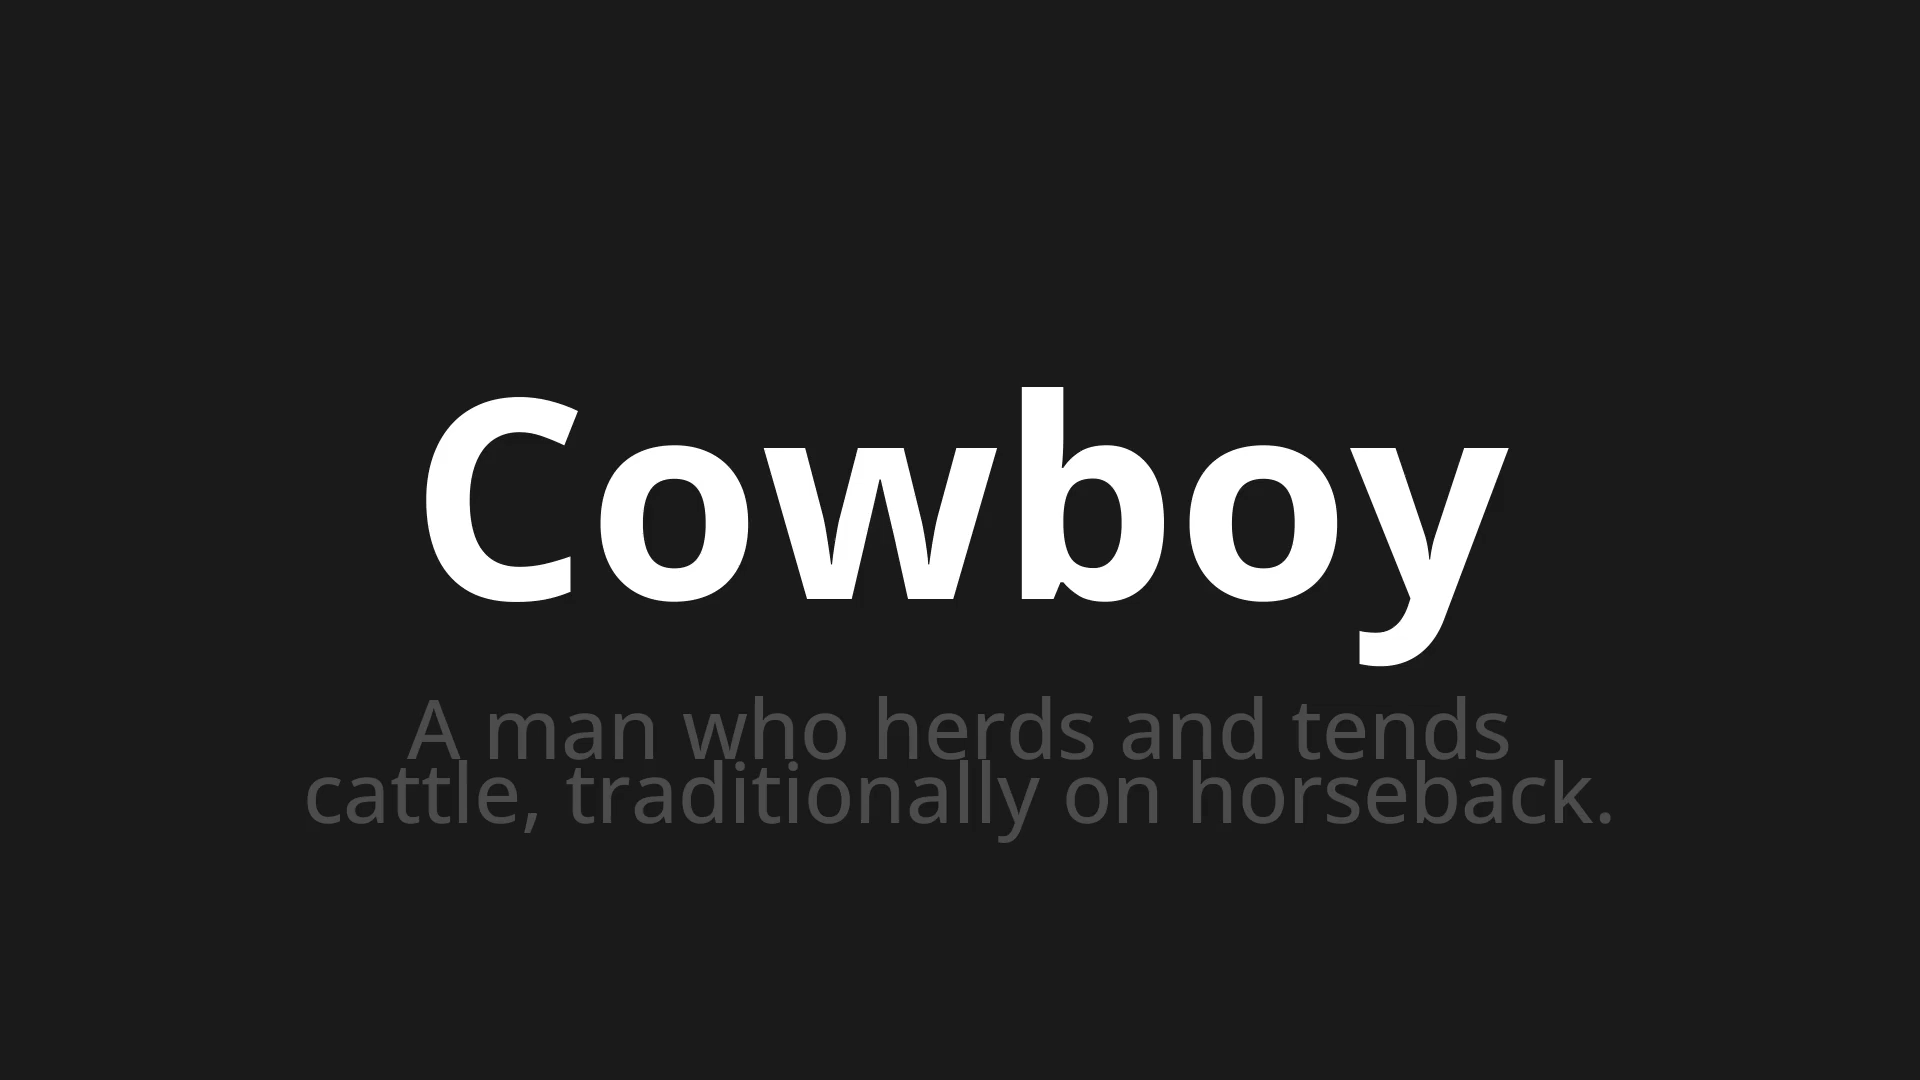 Cowboy
A man who herds and tends
cattle, traditionally on horseback.